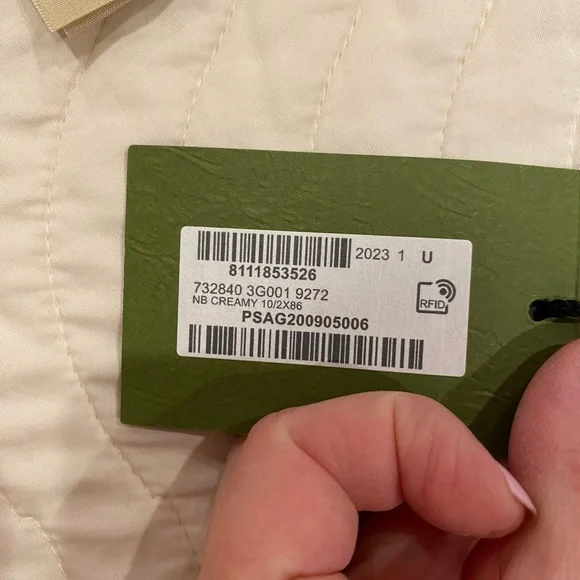 2023 1 U
8111853526
732840 3G001 9272
NB CREAMY 10/2X86
RFID
PSAG200905006